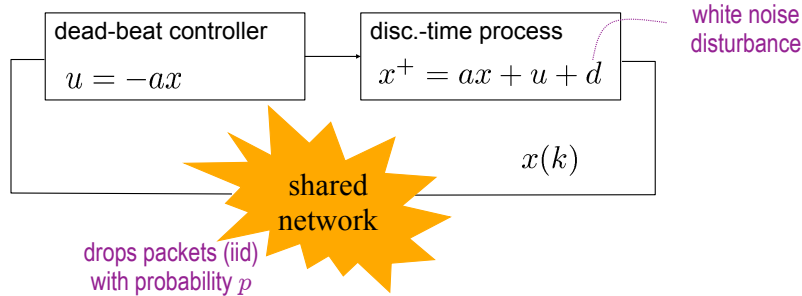 dead-beat controller
u = −ax
disc.-time process
x⁺ = ax + u + d
white noise
disturbance
x(k)
shared
network
drops packets (iid)
with probability p